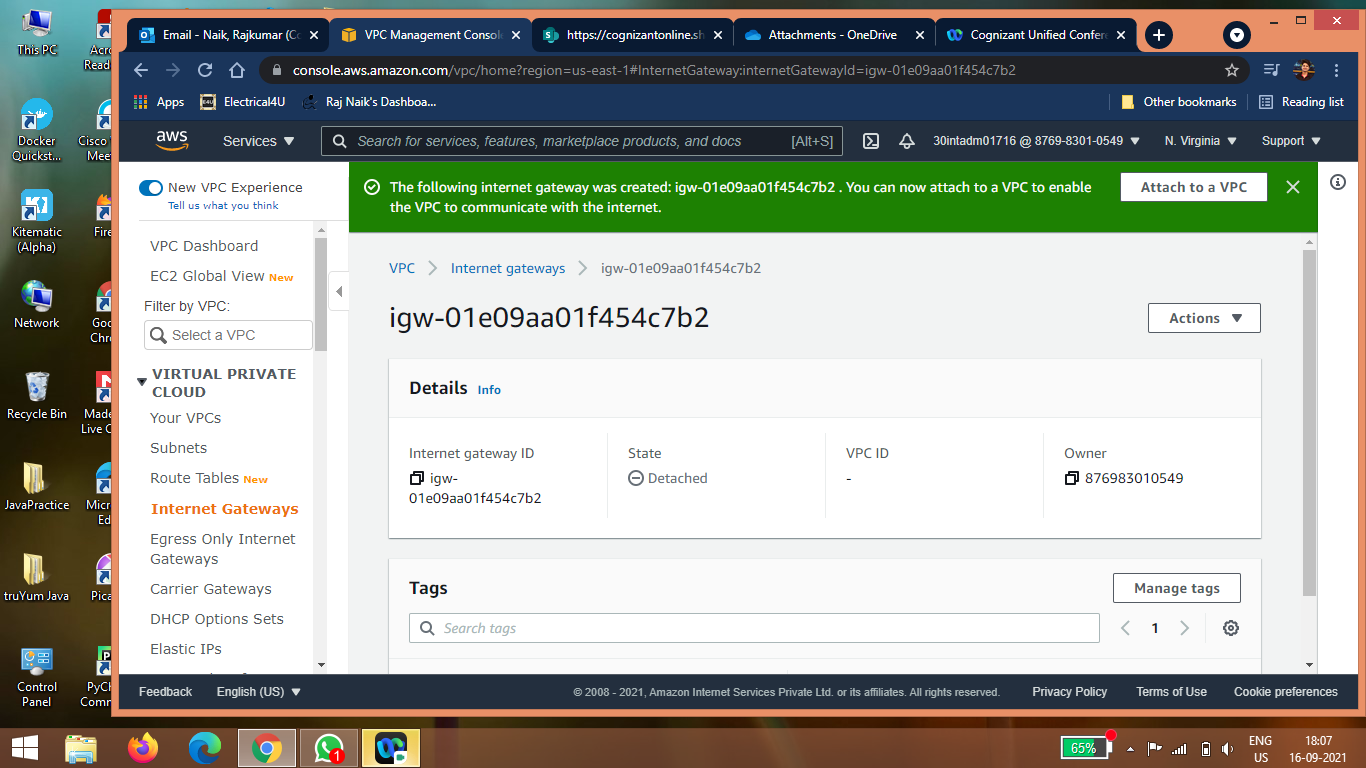 This PC
Acro
Read
Docker
Quickst...
Cisco
Mee
Kitematic
(Alpha)
Fire
Network
Goo
Chr
Recycle Bin
Made
Live C
JavaPractice
Micr
Ed
truYum Java
Pica
Control
Panel
PyCh
Comm
Email - Naik, Rajkumar (Co
VPC Management Consol
https://cognizantonline.sh
Attachments - OneDrive
Cognizant Unified Confer
console.aws.amazon.com/vpc/home?region=us-east-1#InternetGateway:internetGatewayId=igw-01e09aa01f454c7b2
Apps
Electrical4U
Raj Naik's Dashboa...
Other bookmarks
Reading list
aws
Services
Search for services, features, marketplace products, and docs
[Alt+S]
30intadm01716 @ 8769-8301-0549
N. Virginia
Support
New VPC Experience
Tell us what you think
VPC Dashboard
EC2 Global View New
Filter by VPC:
Select a VPC
VIRTUAL PRIVATE
CLOUD
Your VPCs
Subnets
Route Tables New
Internet Gateways
Egress Only Internet
Gateways
Carrier Gateways
DHCP Options Sets
Elastic IPs
The following internet gateway was created: igw-01e09aa01f454c7b2 . You can now attach to a VPC to enable
the VPC to communicate with the internet.
Attach to a VPC
VPC
Internet gateways
igw-01e09aa01f454c7b2
igw-01e09aa01f454c7b2
Actions
Details Info
Internet gateway ID
igw-
01e09aa01f454c7b2
State
Detached
VPC ID
-
Owner
876983010549
Tags
Manage tags
Search tags
1
Feedback
English (US)
© 2008 - 2021, Amazon Internet Services Private Ltd. or its affiliates. All rights reserved.
Privacy Policy
Terms of Use
Cookie preferences
1
65%
ENG
US
18:07
16-09-2021